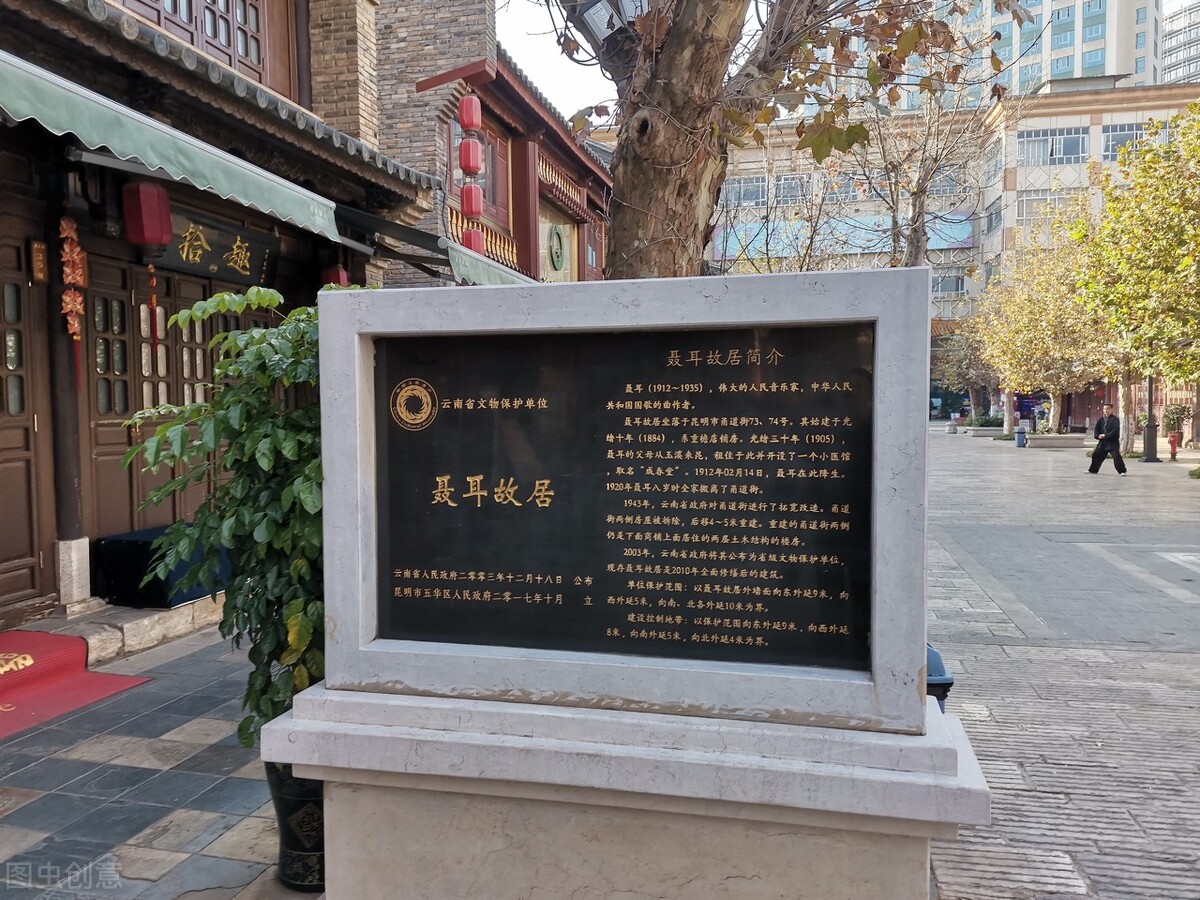 拾趣
云南省文物保护单位
聂耳故居
云南省人民政府二零零三年十二月十八日 公布
昆明市五华区人民政府二零一七年十月 立
聂耳故居简介
聂耳（1912～1935），伟大的人民音乐家，中华人民
共和国国歌的曲作者。
聂耳故居坐落于昆明市甬道街73、74号。其始建于光
绪十年（1884），系重檐店铺房。光绪三十年（1905），
聂耳的父母从玉溪来昆，租住于此并开设了一个小医馆
，取名“成春堂”。1912年02月14日，聂耳在此降生。
1920年聂耳八岁时全家搬离了甬道街。
1943年，云南省政府对甬道街进行了拓宽改造。甬道
街两侧房屋被拆除，后移4～5米重建。重建的甬道街两侧
仍是下面商铺上面居住的两层土木结构的楼房。
2003年，云南省政府将其公布为省级文物保护单位，
现存聂耳故居是2010年全面修缮后的建筑。
单位保护范围：以聂耳故居外墙面向东外延9米，向
西外延5米，向南、北各外延10米为界。
建设控制地带：以保护范围向东外延9米，向西外延
8米，向南外延5米，向北外延4米为界。
图虫创意